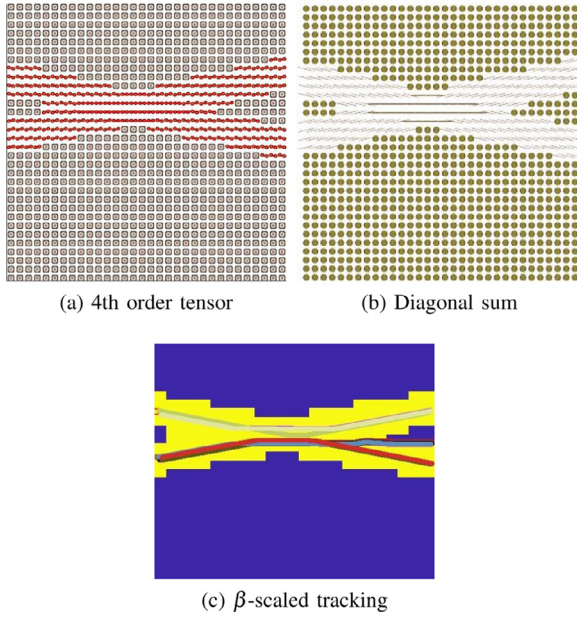 (a) 4th order tensor
(b) Diagonal sum
(c) β-scaled tracking